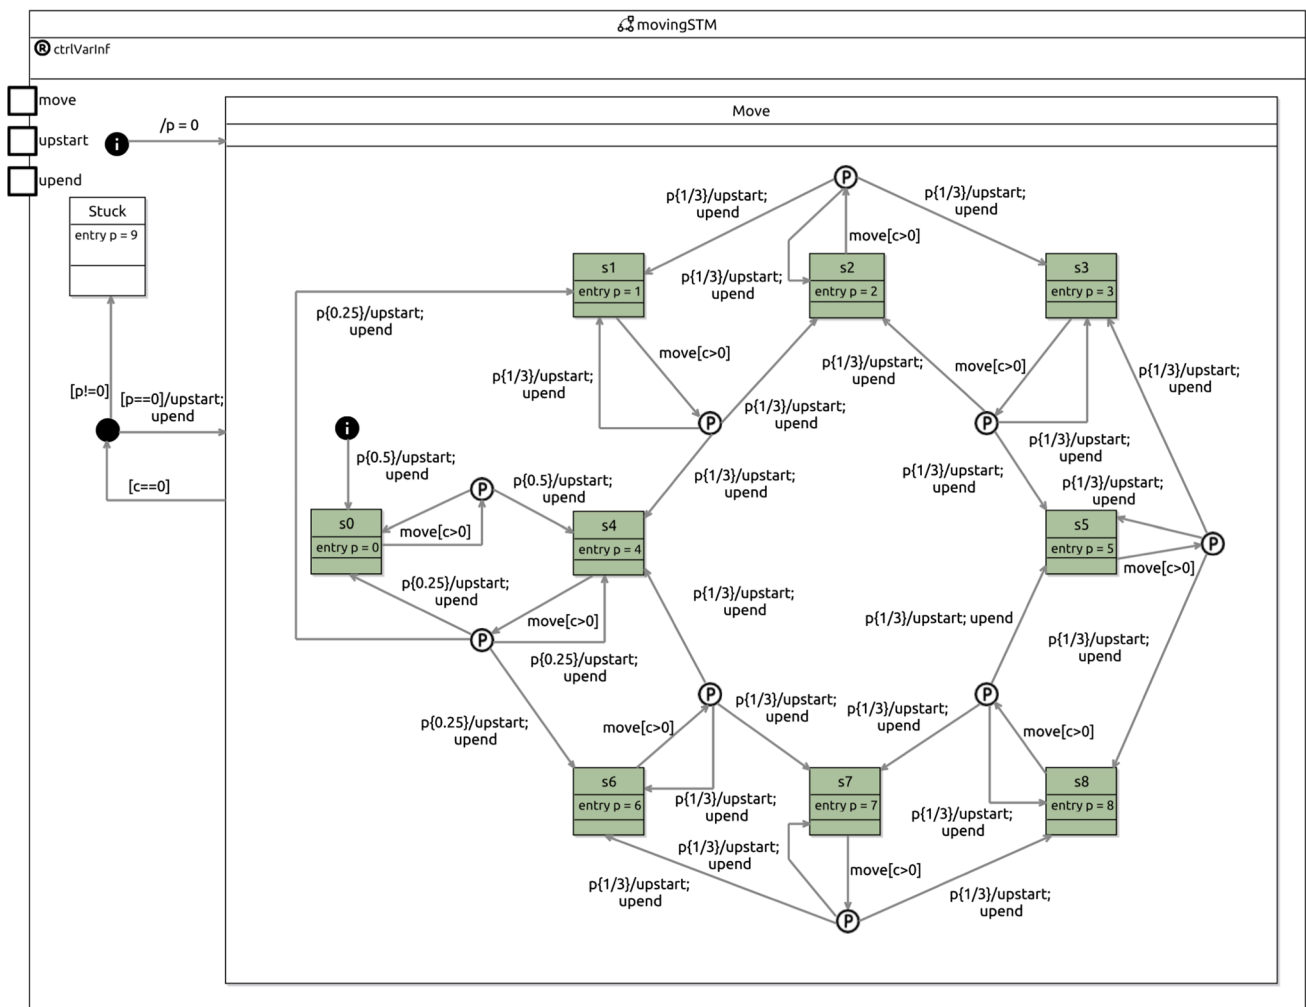 movingSTM
R ctrlVarInf
move
Move
/p = 0
upstart
i
upend
P
p{1/3}/upstart;
upend
p{1/3}/upstart;
upend
Stuck
entry p = 9
move[c>0]
s1
entry p = 1
p{1/3}/upstart;
upend
s2
entry p = 2
s3
entry p = 3
p{0.25}/upstart;
upend
move[c>0]
p{1/3}/upstart;
upend
p{1/3}/upstart;
upend
move[c>0]
p{1/3}/upstart;
upend
[p!=0]
[p==0]/upstart;
upend
p{1/3}/upstart;
upend
P
P
i
p{0.5}/upstart;
upend
p{1/3}/upstart;
upend
[c==0]
P
p{0.5}/upstart;
upend
p{1/3}/upstart;
upend
p{1/3}/upstart;
upend
p{1/3}/upstart;
upend
s0
entry p = 0
move[c>0]
s4
entry p = 4
s5
entry p = 5
P
move[c>0]
p{0.25}/upstart;
upend
p{1/3}/upstart;
upend
move[c>0]
p{1/3}/upstart; upend
P
p{1/3}/upstart;
upend
p{0.25}/upstart;
upend
P
P
p{1/3}/upstart;
upend
p{1/3}/upstart;
upend
p{0.25}/upstart;
upend
move[c>0]
move[c>0]
s6
entry p = 6
s7
entry p = 7
s8
entry p = 8
p{1/3}/upstart;
upend
p{1/3}/upstart;
upend
p{1/3}/upstart;
upend
move[c>0]
p{1/3}/upstart;
upend
p{1/3}/upstart;
upend
P